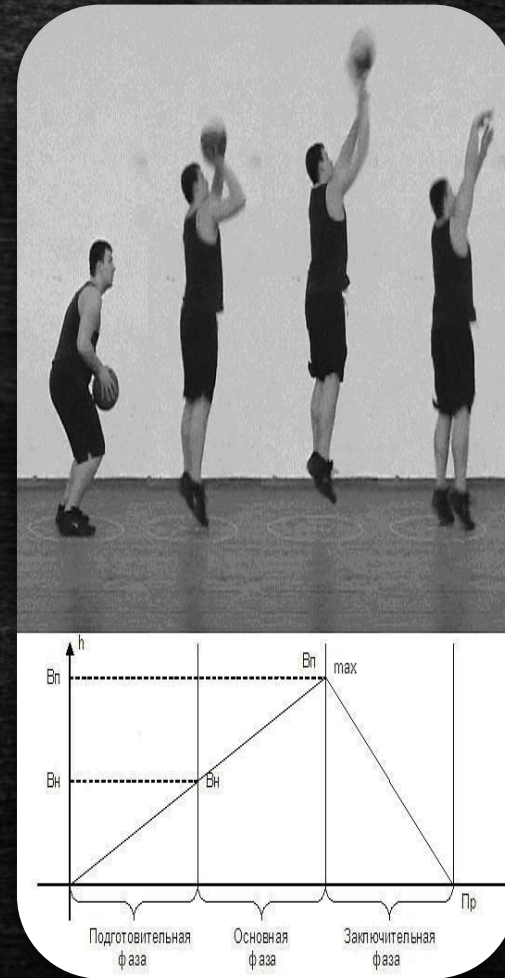 h
Вп
Вп
max
Вн
Вн
Пр
Подготовительная
фаза
Основная
фаза
Заключительная
фаза